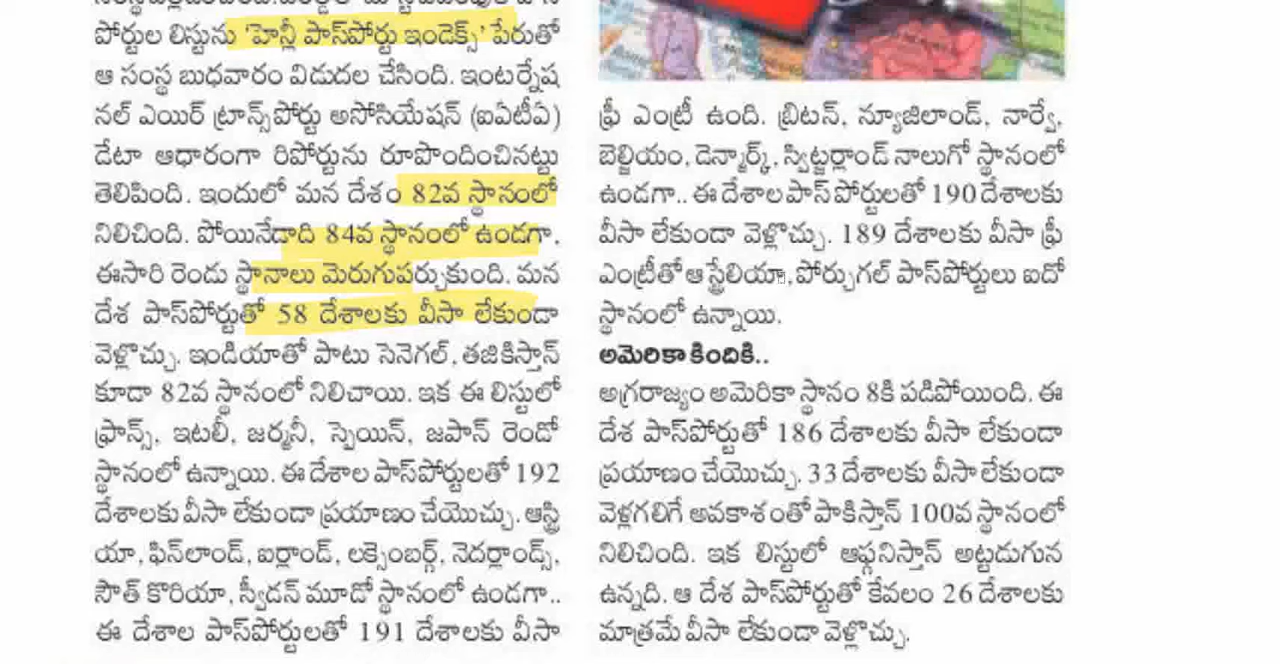 పోర్టుల లిస్టును 'హెన్లీ పాస్‌పోర్టు ఇండెక్స్' పేరుతో
ఆ సంస్థ బుధవారం విడుదల చేసింది. ఇంటర్నేష
నల్ ఎయిర్ ట్రాన్స్‌పోర్టు అసోసియేషన్ (ఐఏటీఏ)
డేటా ఆధారంగా రిపోర్టును రూపొందించినట్టు
తెలిపింది. ఇందులో మన దేశం 82వ స్థానంలో
నిలిచింది. పోయినేడాది 84వ స్థానంలో ఉండగా,
ఈసారి రెండు స్థానాలు మెరుగుపర్చుకుంది. మన
దేశ పాస్‌పోర్టుతో 58 దేశాలకు వీసా లేకుండా
వెళ్లొచ్చు. ఇండియాతో పాటు సెనెగల్, తజికిస్తాన్
కూడా 82వ స్థానంలో నిలిచాయి. ఇక ఈ లిస్టులో
ఫ్రాన్స్, ఇటలీ, జర్మనీ, స్పెయిన్, జపాన్ రెండో
స్థానంలో ఉన్నాయి. ఈ దేశాల పాస్‌పోర్టులతో 192
దేశాలకు వీసా లేకుండా ప్రయాణం చేయొచ్చు. ఆస్ట్రి
యా, ఫిన్‌లాండ్, ఐర్లాండ్, లక్సెంబర్గ్, నెదర్లాండ్స్,
సౌత్ కొరియా, స్వీడన్ మూడో స్థానంలో ఉండగా..
ఈ దేశాల పాస్‌పోర్టులతో 191 దేశాలకు వీసా
ఫ్రీ ఎంట్రీ ఉంది. బ్రిటన్, న్యూజిలాండ్, నార్వే,
బెల్జియం, డెన్మార్క్, స్విట్జర్లాండ్ నాలుగో స్థానంలో
ఉండగా.. ఈ దేశాల పాస్‌పోర్టులతో 190 దేశాలకు
వీసా లేకుండా వెళ్లొచ్చు. 189 దేశాలకు వీసా ఫ్రీ
ఎంట్రీతో ఆస్ట్రేలియా, పోర్చుగల్ పాస్‌పోర్టులు ఐదో
స్థానంలో ఉన్నాయి.
అమెరికా కిందికి..
అగ్రరాజ్యం అమెరికా స్థానం 8కి పడిపోయింది. ఈ
దేశ పాస్‌పోర్టుతో 186 దేశాలకు వీసా లేకుండా
ప్రయాణం చేయొచ్చు. 33 దేశాలకు వీసా లేకుండా
వెళ్లగలిగే అవకాశంతో పాకిస్తాన్ 100వ స్థానంలో
నిలిచింది. ఇక లిస్టులో ఆఫ్గనిస్తాన్ అట్టడుగున
ఉన్నది. ఆ దేశ పాస్‌పోర్టుతో కేవలం 26 దేశాలకు
మాత్రమే వీసా లేకుండా వెళ్లొచ్చు.